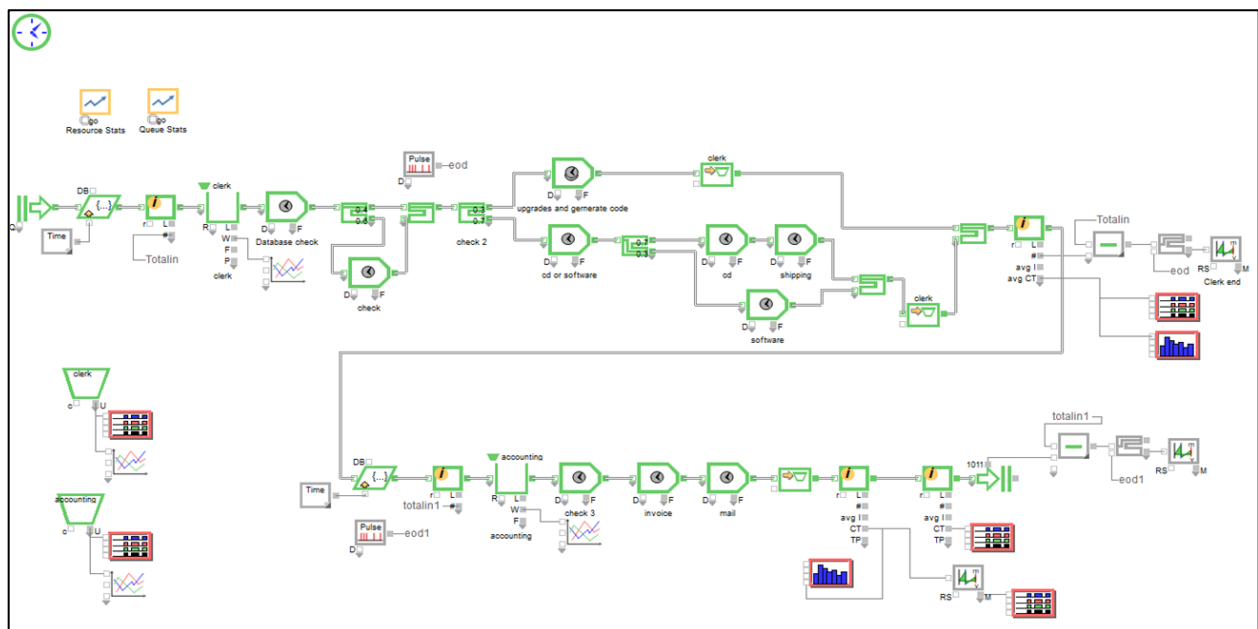 go
Resource Stats
go
Queue Stats
Pulse
eod
D
clerk
DB
{...}
clerk
Q
Time
r
L
#
Totalin
R
L
W
F
P
clerk
D
F
Database check
0.4
0.6
D
F
check
0.3
0.7
check 2
D
F
upgrades and gernerate code
D
F
cd or software
0.7
0.3
D
F
cd
D
F
shipping
D
F
software
clerk
r
L
#
avg I
avg CT
Totalin
eod
RS
M
Clerk end
clerk
c
U
accounting
c
U
DB
{...}
Time
r
L
#
totalin1
Pulse
eod1
D
accounting
R
L
W
F
accounting
D
F
check 3
D
F
invoice
D
F
mail
r
L
#
avg I
CT
TP
r
L
#
avg I
CT
TP
1011
totalin1
eod1
RS
M
RS
M